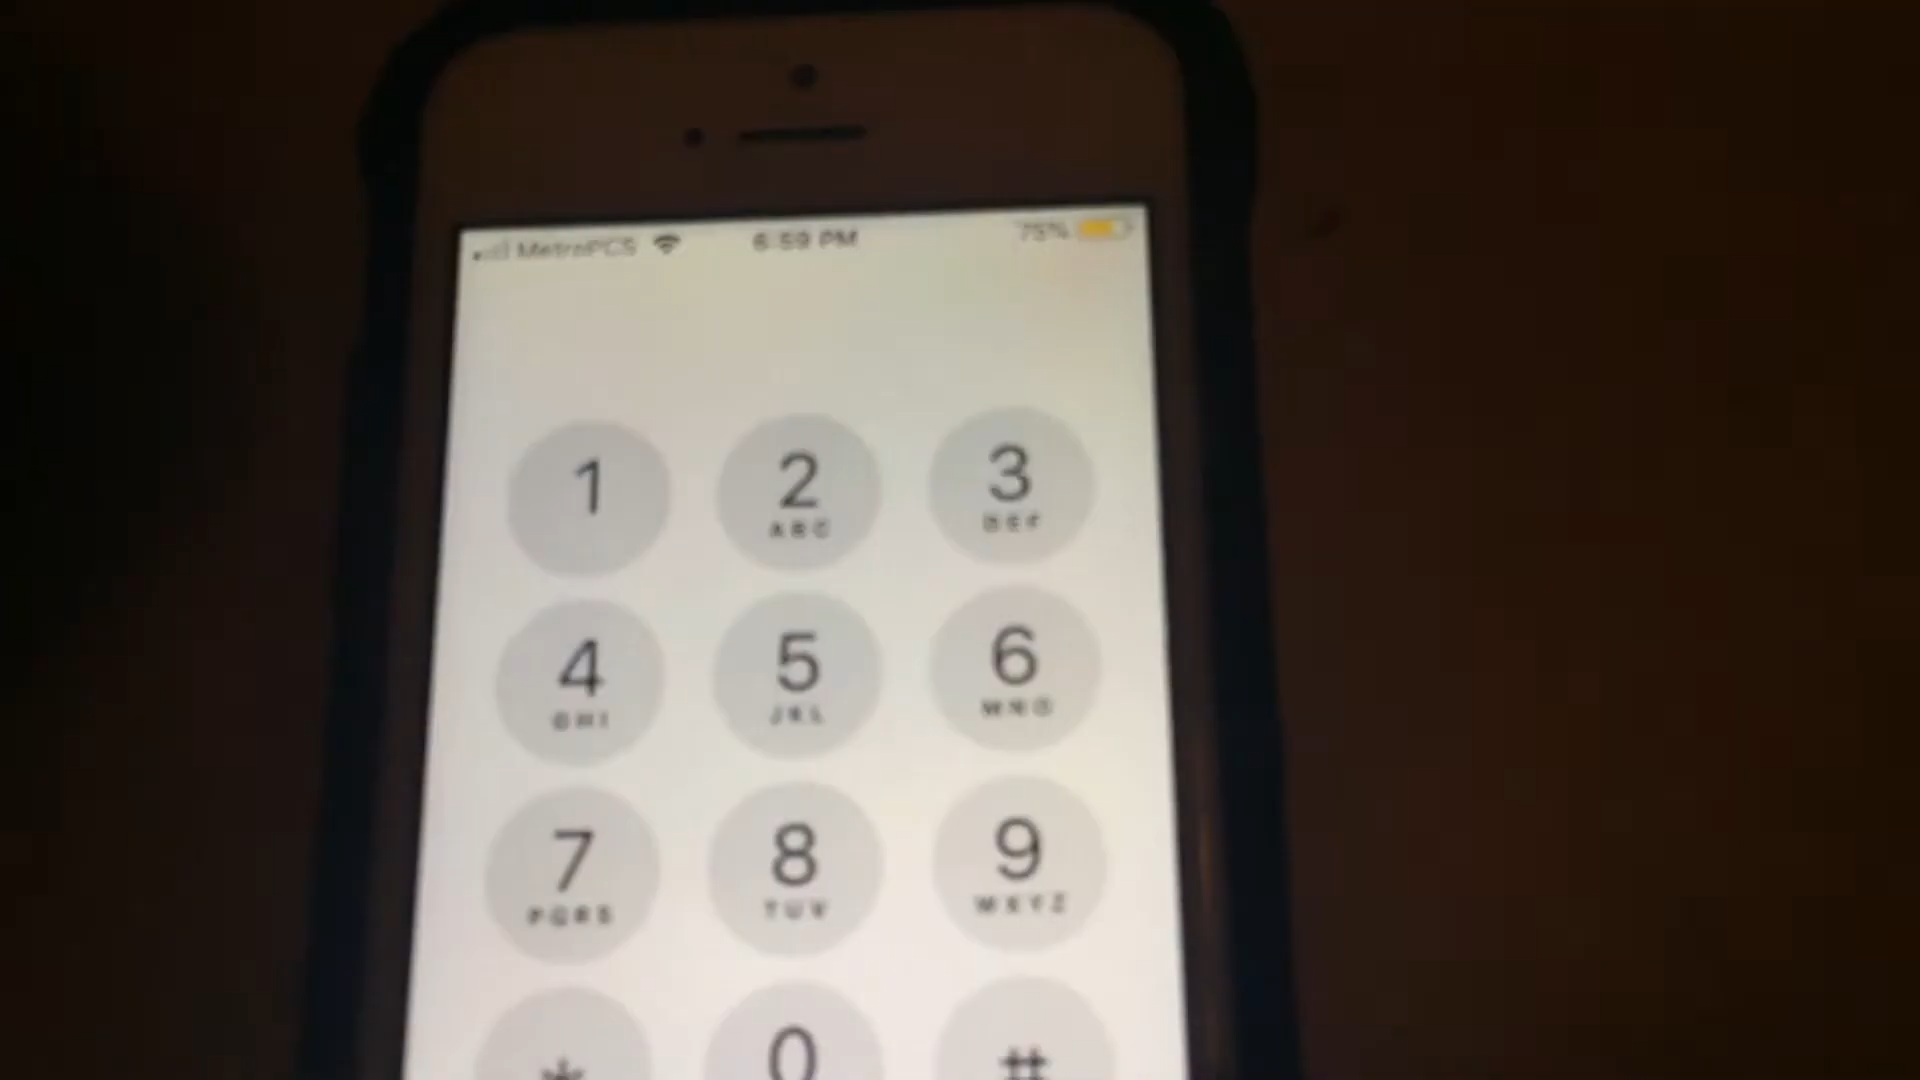 MetroPCS 6:59 PM 75%
1 2 3
ABC DEF
4 5 6
GHI JKL MNO
7 8 9
PQRS TUV WXYZ
* 0 #